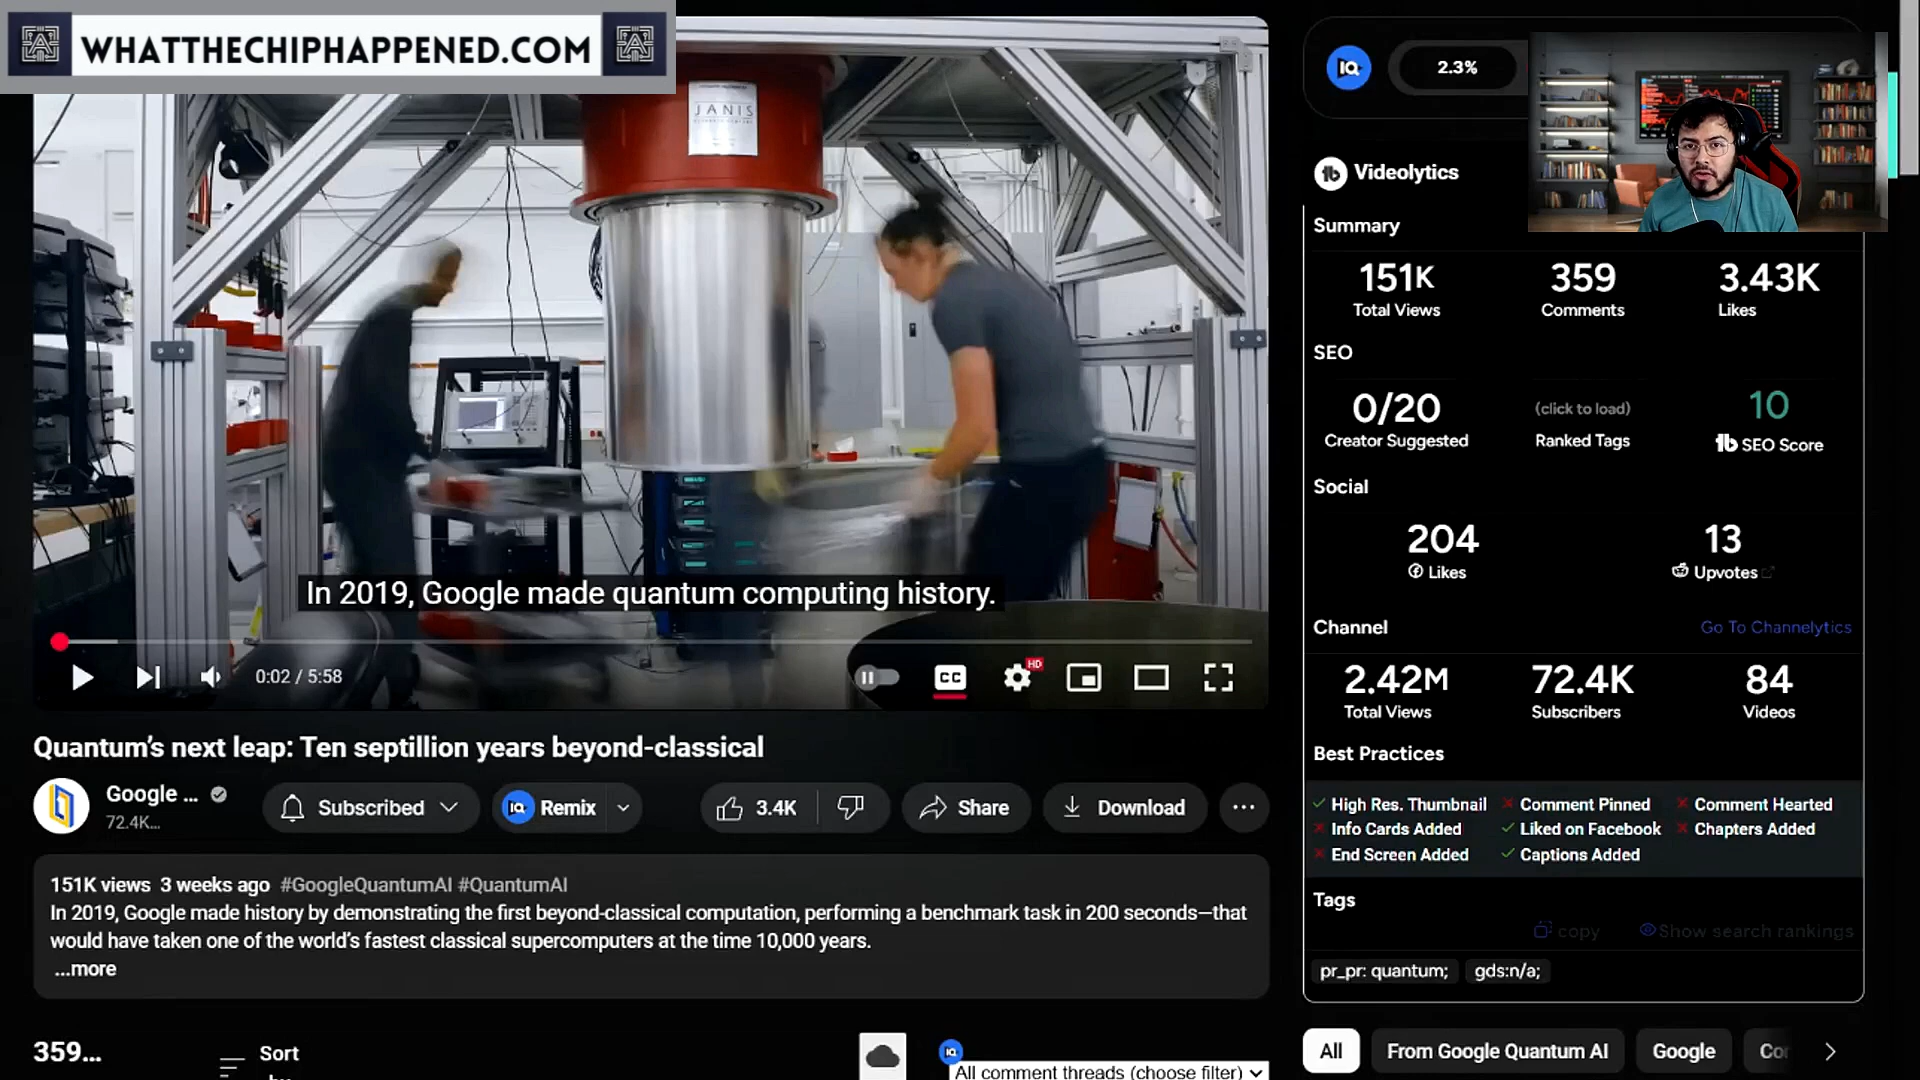 WHATTHECHIPHAPPENED.COM
JANIS
In 2019, Google made quantum computing history.
0:02 / 5:58
CC
HD
Quantum's next leap: Ten septillion years beyond-classical
Google ...
72.4K...
Subscribed
IQ
Remix
3.4K
Share
Download
151K views 3 weeks ago #GoogleQuantumAI #QuantumAI
In 2019, Google made history by demonstrating the first beyond-classical computation, performing a benchmark task in 200 seconds—that
would have taken one of the world's fastest classical supercomputers at the time 10,000 years.
...more
359...
Sort
IQ
All comment threads (choose filter)
IQ
2.3%
Videolytics
Summary
151K 359 3.43K
Total Views Comments Likes
SEO
0/20 (click to load) 10
Creator Suggested Ranked Tags SEO Score
Social
204 13
Likes Upvotes
Channel Go To Channelytics
2.42M 72.4K 84
Total Views Subscribers Videos
Best Practices
High Res. Thumbnail Comment Pinned Comment Hearted
Info Cards Added Liked on Facebook Chapters Added
End Screen Added Captions Added
Tags
copy Show search rankings
pr_pr: quantum; gds:n/a;
All From Google Quantum AI Google